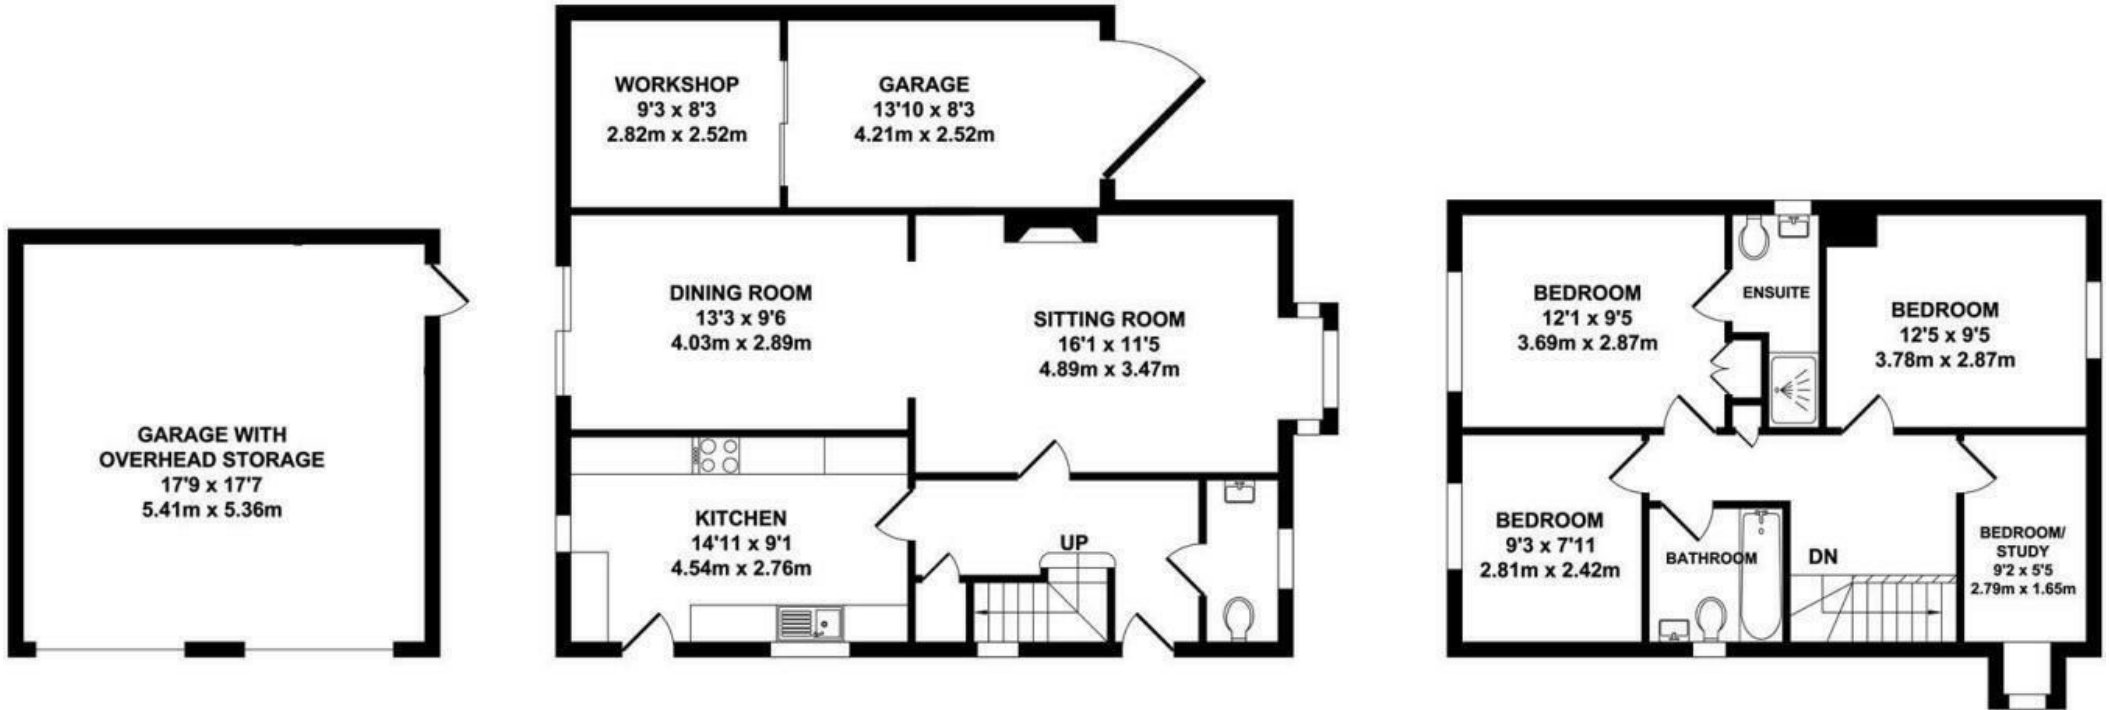 GARAGE WITH
OVERHEAD STORAGE
17'9 x 17'7
5.41m x 5.36m
WORKSHOP
9'3 x 8'3
2.82m x 2.52m
GARAGE
13'10 x 8'3
4.21m x 2.52m
DINING ROOM
13'3 x 9'6
4.03m x 2.89m
SITTING ROOM
16'1 x 11'5
4.89m x 3.47m
KITCHEN
14'11 x 9'1
4.54m x 2.76m
UP
BEDROOM
12'1 x 9'5
3.69m x 2.87m
ENSUITE
BEDROOM
12'5 x 9'5
3.78m x 2.87m
BEDROOM
9'3 x 7'11
2.81m x 2.42m
BATHROOM
DN
BEDROOM/
STUDY
9'2 x 5'5
2.79m x 1.65m